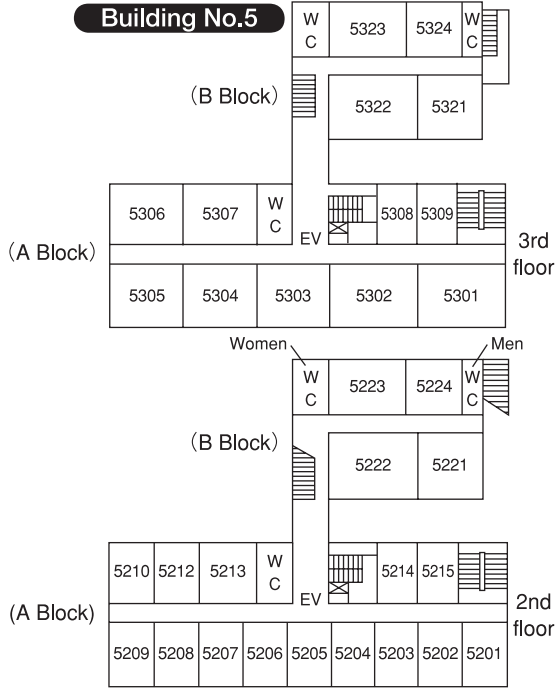 Building No.5
W C 5323 5324 W C
(B Block)
5322 5321
5306 5307 W C 5308 5309
EV
(A Block)
3rd floor
5305 5304 5303 5302 5301
Women Men
W C 5223 5224 W C
(B Block)
5222 5221
5210 5212 5213 W C 5214 5215
EV
(A Block)
2nd floor
5209 5208 5207 5206 5205 5204 5203 5202 5201